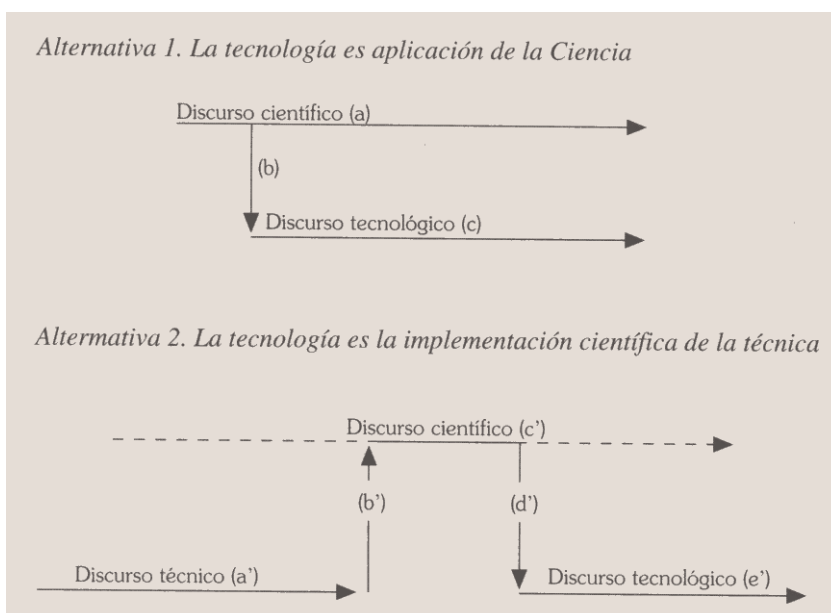 Alternativa 1. La tecnología es aplicación de la Ciencia
Discurso científico (a)
(b)
Discurso tecnológico (c)
Altermativa 2. La tecnología es la implementación científica de la técnica
Discurso científico (c')
(b')
(d')
Discurso técnico (a')
Discurso tecnológico (e')